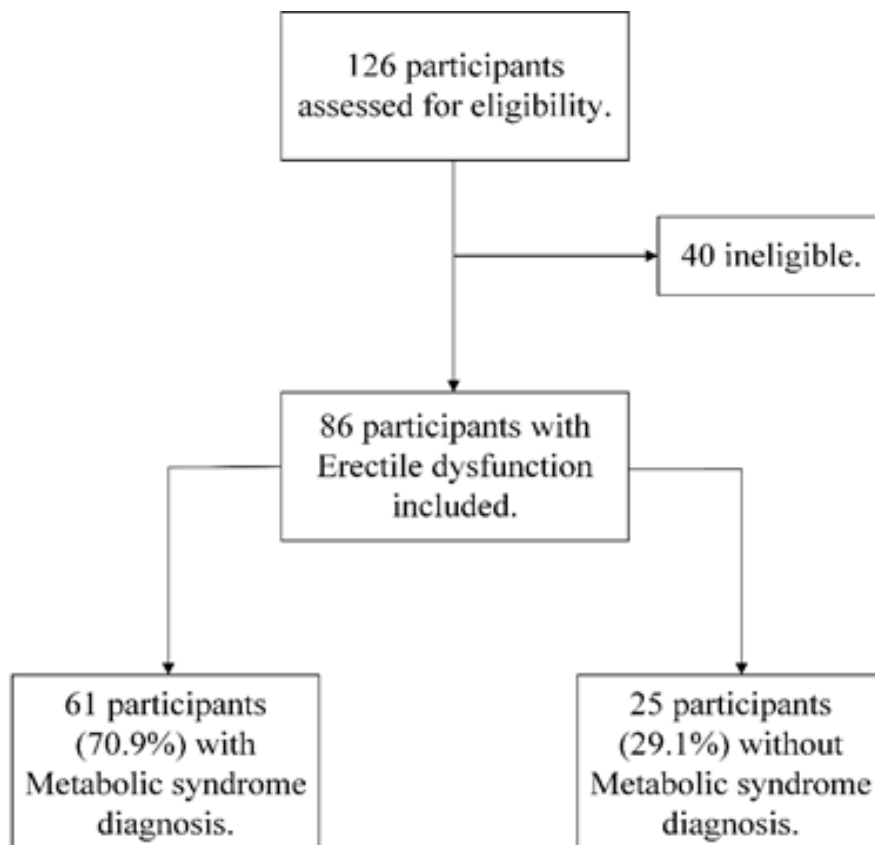 126 participants
assessed for eligibility.
40 ineligible.
86 participants with
Erectile dysfunction
included.
61 participants
(70.9%) with
Metabolic syndrome
diagnosis.
25 participants
(29.1%) without
Metabolic syndrome
diagnosis.